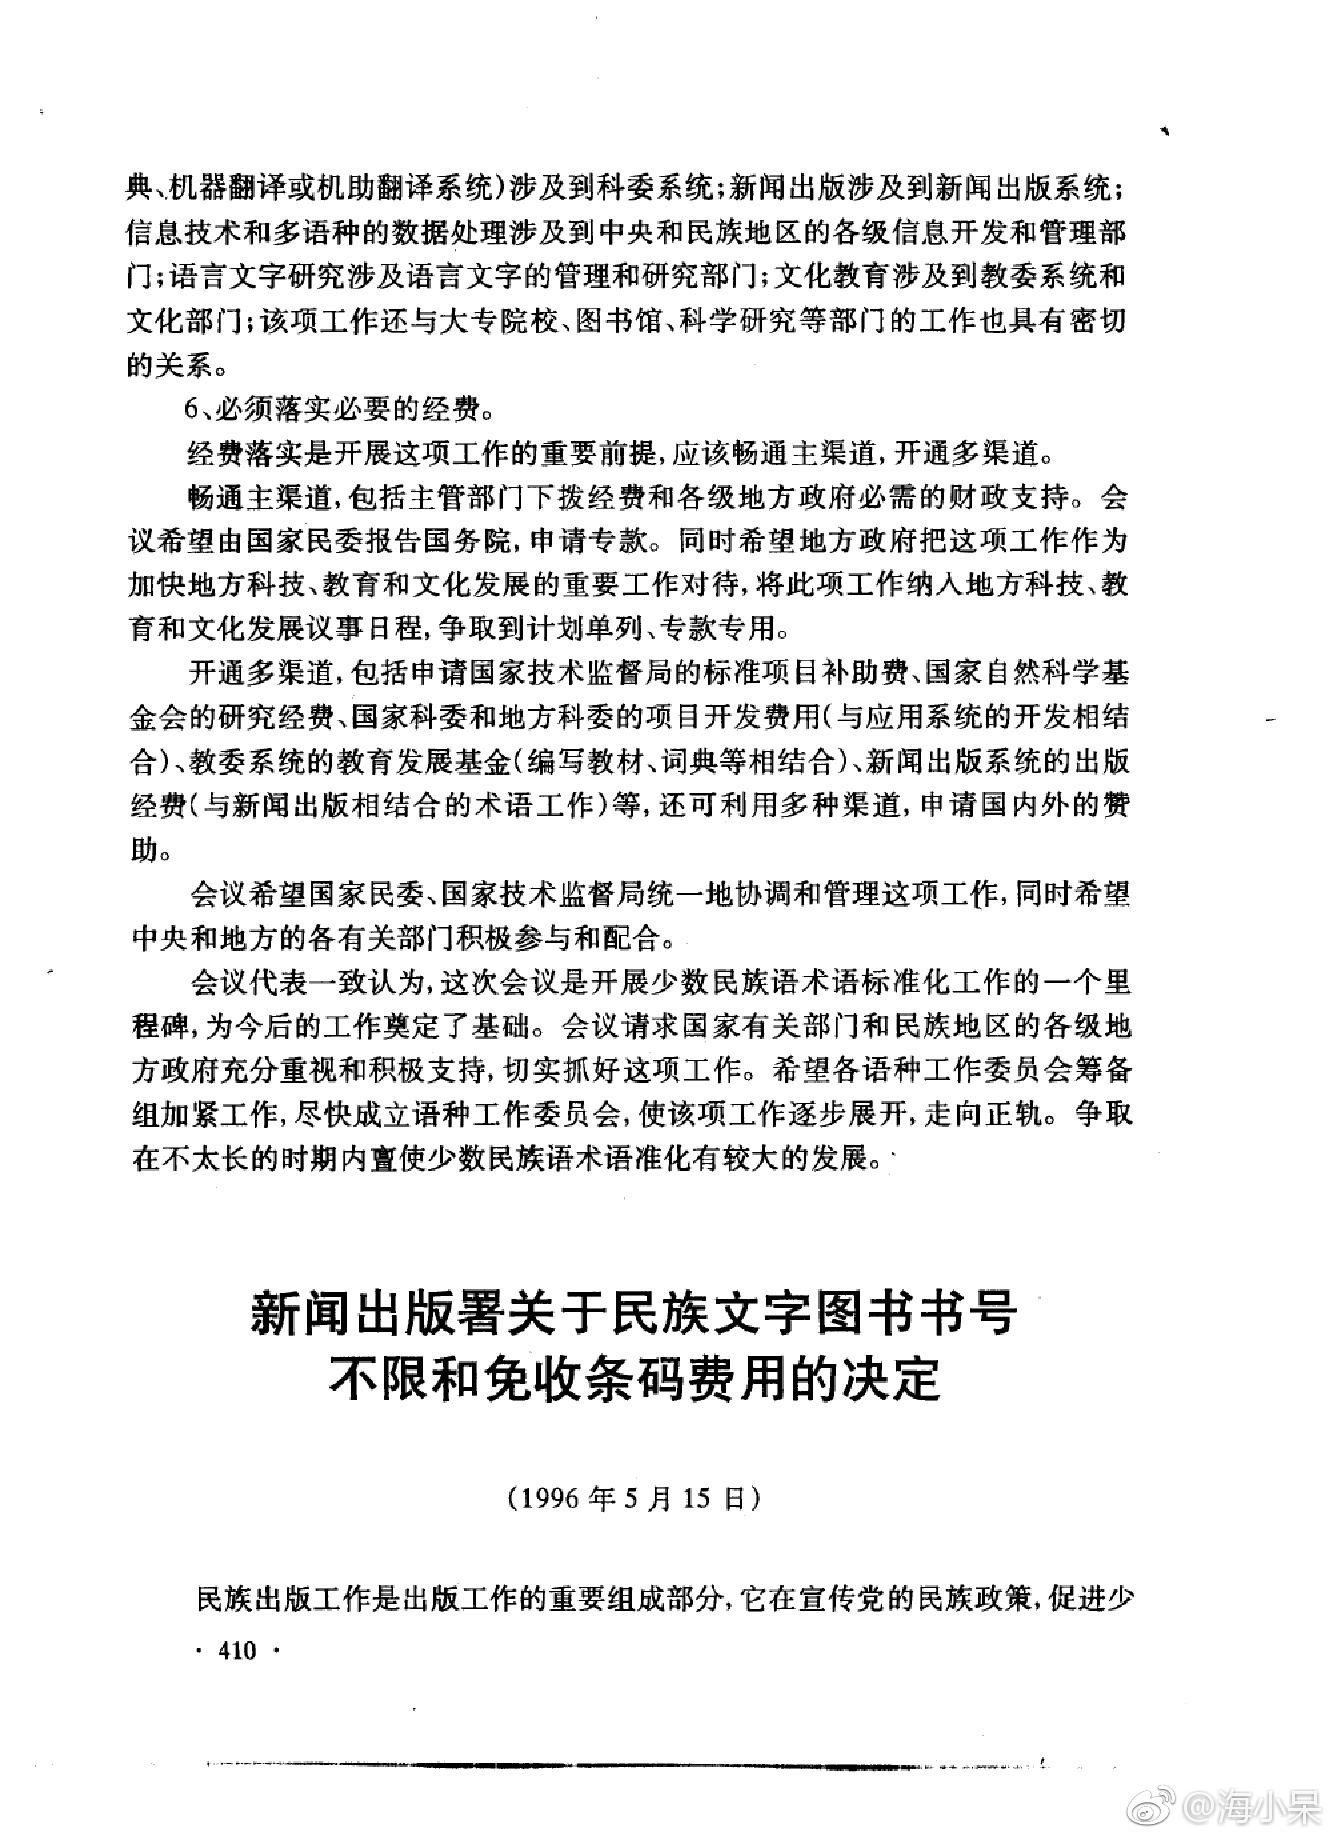 典、机器翻译或机助翻译系统)涉及到科委系统;新闻出版涉及到新闻出版系统;
信息技术和多语种的数据处理涉及到中央和民族地区的各级信息开发和管理部
门;语言文字研究涉及语言文字的管理和研究部门;文化教育涉及到教委系统和
文化部门;该项工作还与大专院校、图书馆、科学研究等部门的工作也具有密切
的关系。
6、必须落实必要的经费。
经费落实是开展这项工作的重要前提,应该畅通主渠道,开通多渠道。
畅通主渠道,包括主管部门下拨经费和各级地方政府必需的财政支持。会
议希望由国家民委报告国务院,申请专款。同时希望地方政府把这项工作作为
加快地方科技、教育和文化发展的重要工作对待,将此项工作纳入地方科技、教
育和文化发展议事日程,争取到计划单列、专款专用。
开通多渠道,包括申请国家技术监督局的标准项目补助费、国家自然科学基
金会的研究经费、国家科委和地方科委的项目开发费用(与应用系统的开发相结
合)、教委系统的教育发展基金(编写教材、词典等相结合)、新闻出版系统的出版
经费(与新闻出版相结合的术语工作)等,还可利用多种渠道,申请国内外的赞
助。
会议希望国家民委、国家技术监督局统一地协调和管理这项工作,同时希望
中央和地方的各有关部门积极参与和配合。
会议代表一致认为,这次会议是开展少数民族语术语标准化工作的一个里
程碑,为今后的工作奠定了基础。会议请求国家有关部门和民族地区的各级地
方政府充分重视和积极支持,切实抓好这项工作。希望各语种工作委员会筹备
组加紧工作,尽快成立语种工作委员会,使该项工作逐步展开,走向正轨。争取
在不太长的时期内亶使少数民族语术语准化有较大的发展。
新闻出版署关于民族文字图书书号
不限和免收条码费用的决定
(1996年5月15日)
民族出版工作是出版工作的重要组成部分,它在宣传党的民族政策,促进少
· 410 ·
@海小呆